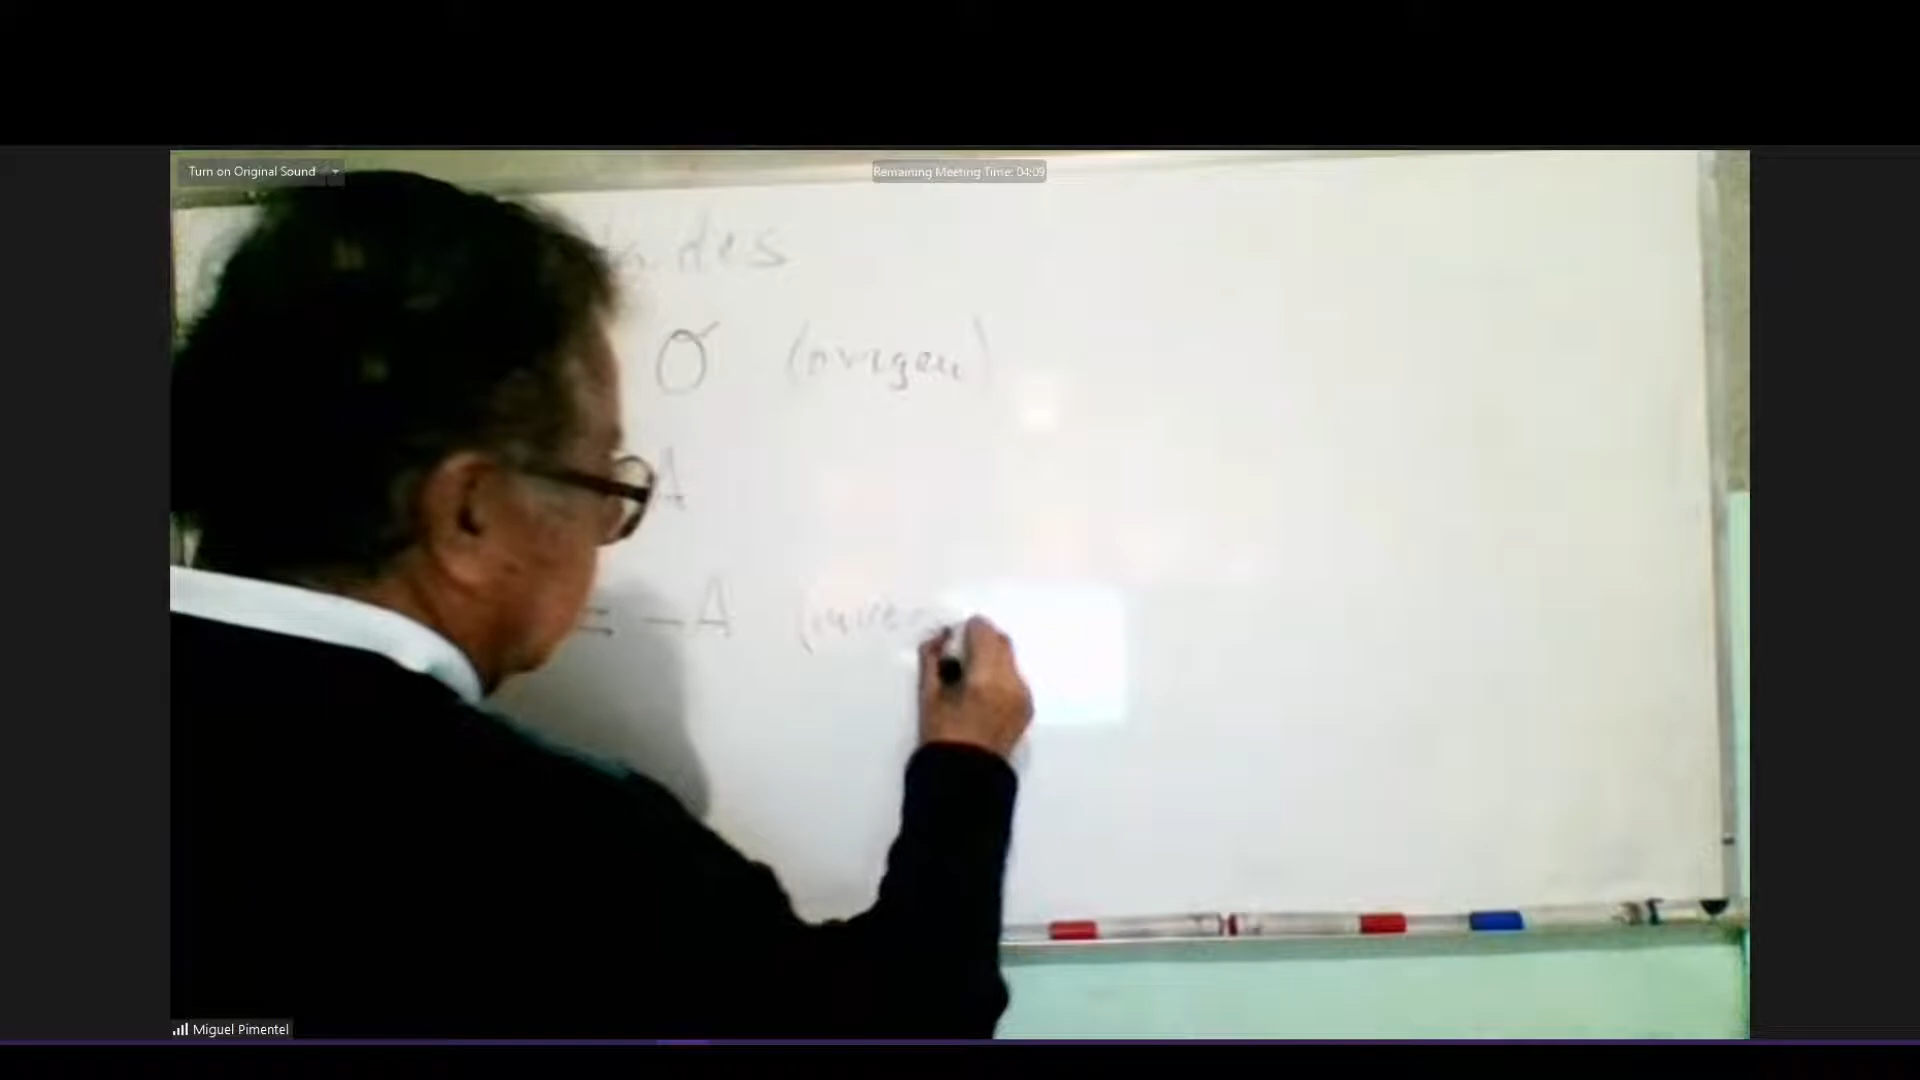 Turn on Original Sound
Remaining Meeting Time: 04:09
des
O (origen)
A
= -A
Miguel Pimentel